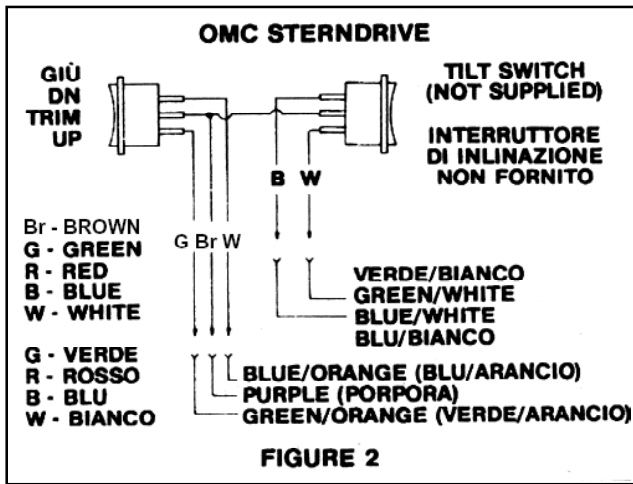 OMC STERNDRIVE
GIÙ
DN
TRIM
UP
TILT SWITCH
(NOT SUPPLIED)
INTERRUTTORE
DI INLINAZIONE
NON FORNITO
B W
Br - BROWN
G - GREEN
R - RED
B - BLUE
W - WHITE
G Br W
G - VERDE
R - ROSSO
B - BLU
W - BIANCO
VERDE/BIANCO
GREEN/WHITE
BLUE/WHITE
BLU/BIANCO
BLUE/ORANGE (BLU/ARANCIO)
PURPLE (PORPORA)
GREEN/ORANGE (VERDE/ARANCIO)
FIGURE 2